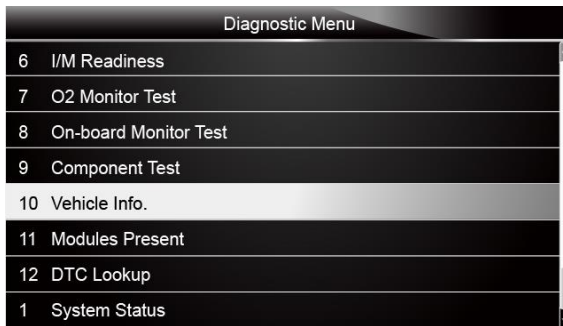 Diagnostic Menu
6 I/M Readiness
7 O2 Monitor Test
8 On-board Monitor Test
9 Component Test
10 Vehicle Info.
11 Modules Present
12 DTC Lookup
1 System Status